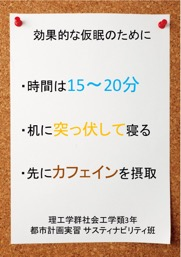 効果的な仮眠のために
・時間は15～20分
・机に突っ伏して寝る
・先にカフェインを摂取
理工学群社会工学類3年
都市計画実習 サスティナビリティ班